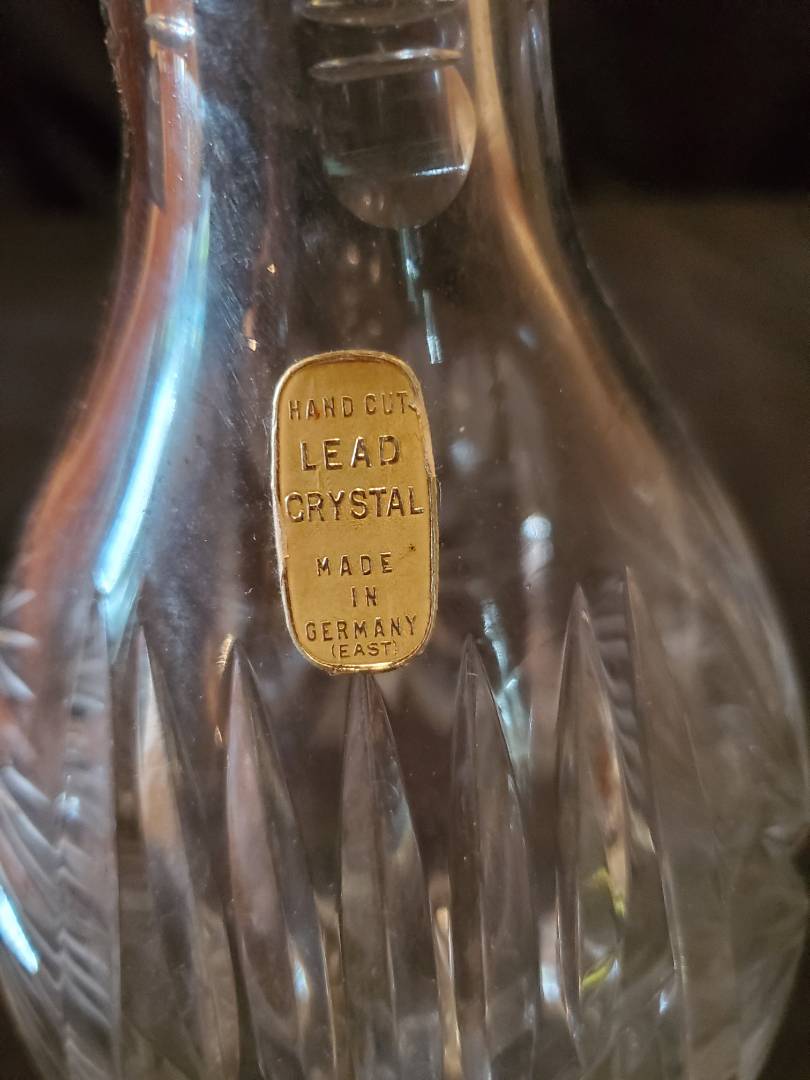 HAND CUT
LEAD
CRYSTAL
MADE
IN
GERMANY
(EAST)